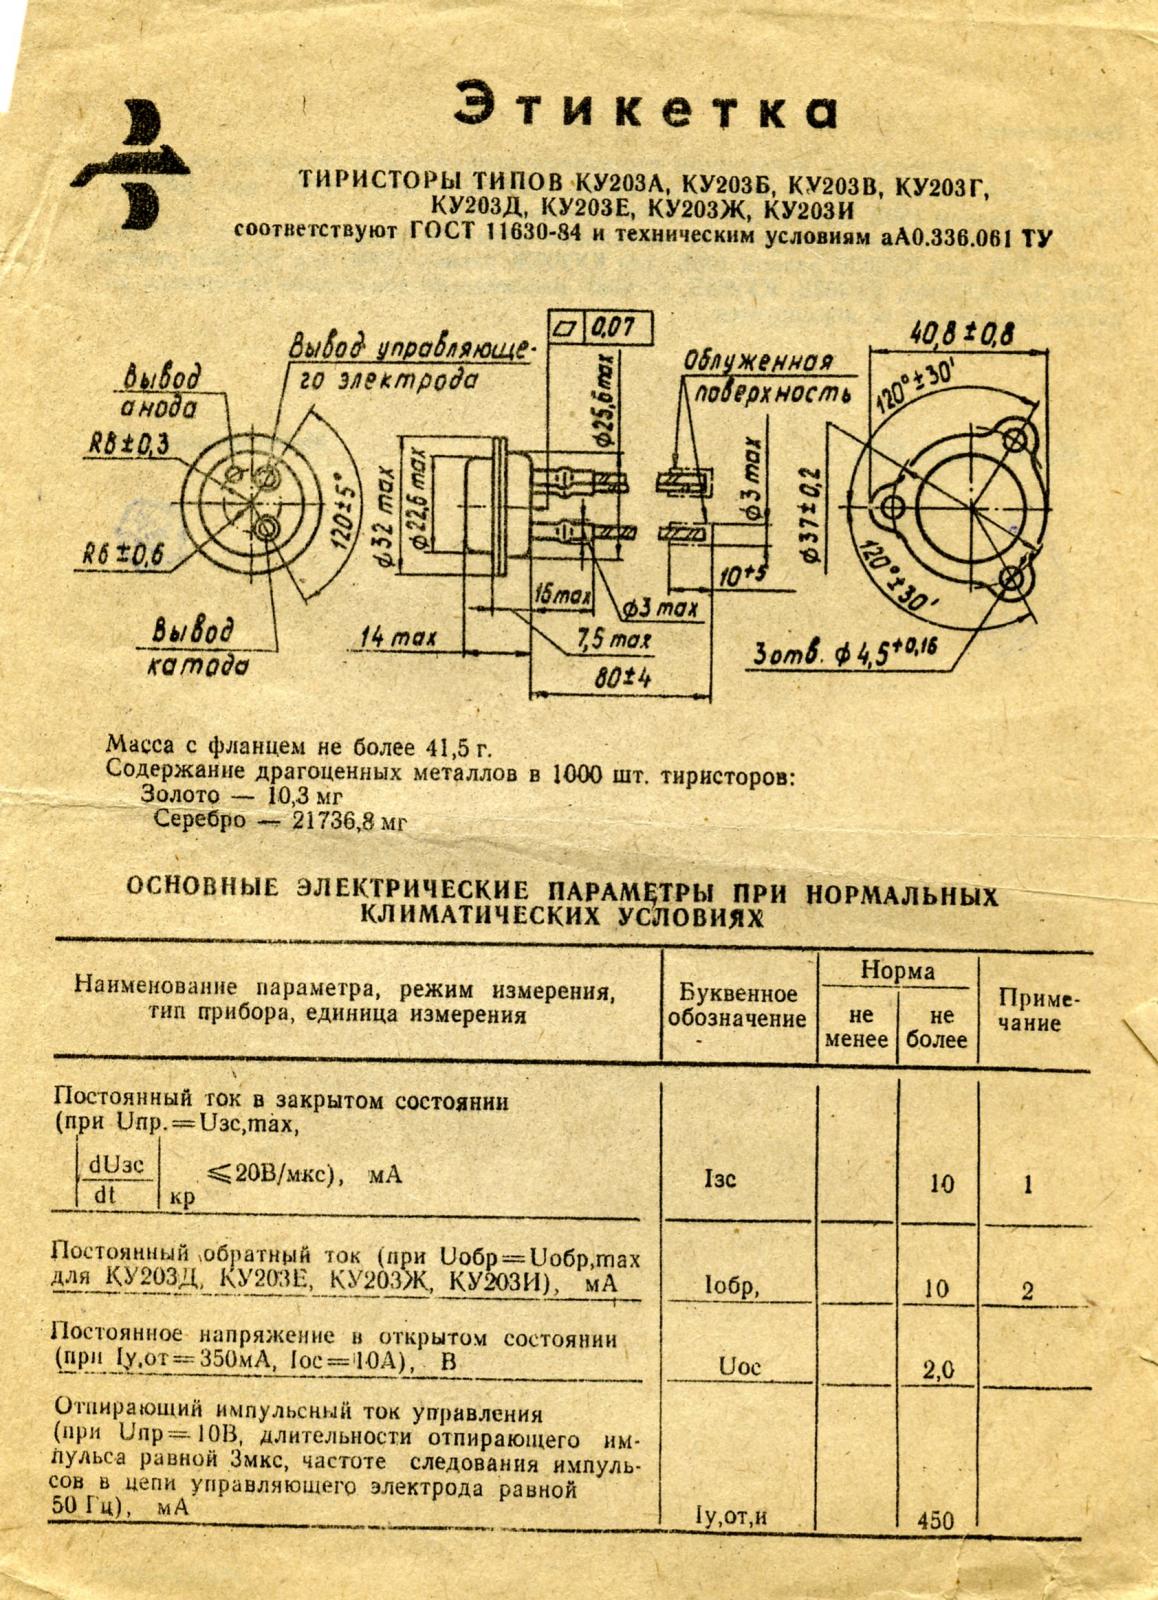 Этикетка
ТИРИСТОРЫ ТИПОВ КУ203А, КУ203Б, КУ203В, КУ203Г,
КУ203Д, КУ203Е, КУ203Ж, КУ203И
соответствуют ГОСТ 11630-84 и техническим условиям аА0.336.061 ТУ
Вывод управляюще-
го электрода
Вывод
анода
R8±0,3
R6±0,6
Вывод
катода
120±5°
0,07
ϕ32 max
ϕ22,6 max
ϕ25,6 max
14 max
15 max
7,5 max
80±4
ϕ3 max
Облуженная
поверхность
ϕ3 max
10+5
40,8±0,8
120°±30'
ϕ37±0,2
120°±30'
3 отв. ϕ4,5+0,16
Масса с фланцем не более 41,5 г.
Содержание драгоценных металлов в 1000 шт. тиристоров:
Золото — 10,3 мг
Серебро — 21736,8 мг
ОСНОВНЫЕ ЭЛЕКТРИЧЕСКИЕ ПАРАМЕТРЫ ПРИ НОРМАЛЬНЫХ
КЛИМАТИЧЕСКИХ УСЛОВИЯХ
Наименование параметра, режим измерения,
тип прибора, единица измерения
Буквенное
обозначение
Норма
не
менее
не
более
Приме-
чание
Постоянный ток в закрытом состоянии
(при Uпр.=Uзс,max,
dUзс
dt
кр
≤20В/мкс), мА
Iзс
10
1
Постоянный обратный ток (при Uобр=Uобр,max
для КУ203Д, КУ203Е, КУ203Ж, КУ203И), мА
Iобр,
10
2
Постоянное напряжение в открытом состоянии
(при Iу,от=350мА, Iос=10А), В
Uос
2,0
Отпирающий импульсный ток управления
(при Uпр=10В, длительности отпирающего им-
пульса равной 3мкс, частоте следования импуль-
сов в цепи управляющего электрода равной
50 Гц), мА
Iу,от,и
450